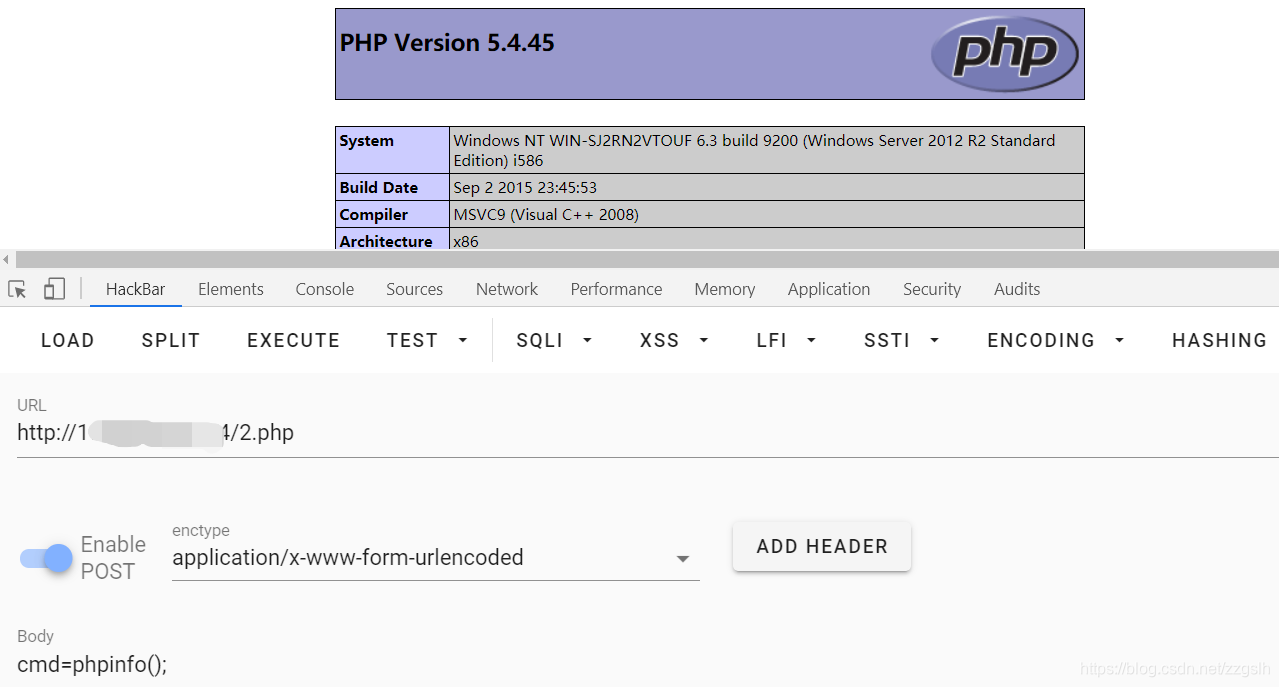 PHP Version 5.4.45
php
System Windows NT WIN-SJ2RN2VTOUF 6.3 build 9200 (Windows Server 2012 R2 Standard
Edition) i586
Build Date Sep 2 2015 23:45:53
Compiler MSVC9 (Visual C++ 2008)
Architecture x86
HackBar Elements Console Sources Network Performance Memory Application Security Audits
LOAD SPLIT EXECUTE TEST SQLI XSS LFI SSTI ENCODING HASHING
URL
http://1 4/2.php
Enable
POST
enctype
application/x-www-form-urlencoded
ADD HEADER
Body
cmd=phpinfo();
https://blog.csdn.net/zzgslh